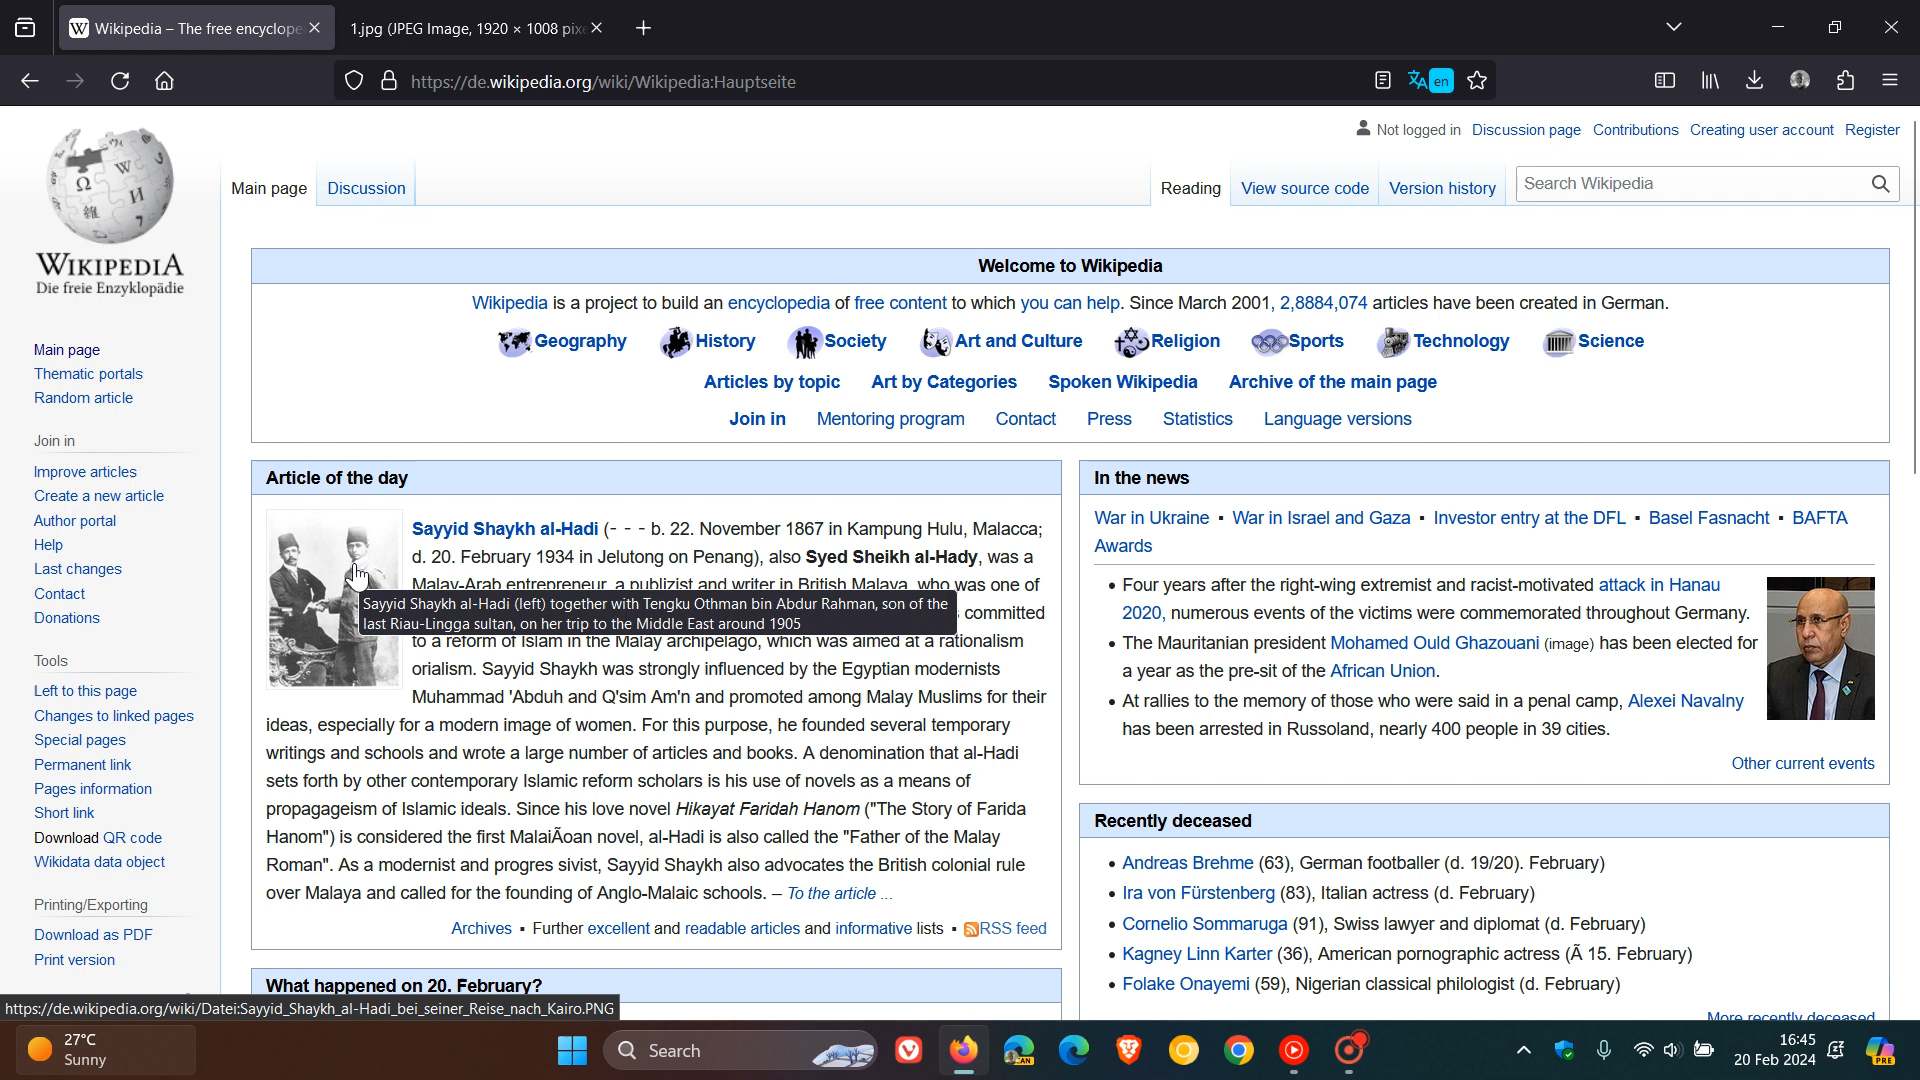 Wikipedia – The free encyclope
1.jpg (JPEG Image, 1920 × 1008 pix
https://de.wikipedia.org/wiki/Wikipedia:Hauptseite
en
Not logged in Discussion page Contributions Creating user account Register
Main page Discussion Reading View source code Version history Search Wikipedia
WIKIPEDIA
Die freie Enzyklopädie
Main page
Thematic portals
Random article
Join in
Improve articles
Create a new article
Author portal
Help
Last changes
Contact
Donations
Tools
Left to this page
Changes to linked pages
Special pages
Permanent link
Pages information
Short link
Download QR code
Wikidata data object
Printing/Exporting
Download as PDF
Print version
Welcome to Wikipedia
Wikipedia is a project to build an encyclopedia of free content to which you can help. Since March 2001, 2,8884,074 articles have been created in German.
Geography History Society Art and Culture Religion Sports Technology Science
Articles by topic Art by Categories Spoken Wikipedia Archive of the main page
Join in Mentoring program Contact Press Statistics Language versions
Article of the day
Sayyid Shaykh al-Hadi (- - - b. 22. November 1867 in Kampung Hulu, Malacca;
d. 20. February 1934 in Jelutong on Penang), also Syed Sheikh al-Hady, was a
Malay-Arab entrepreneur, a publizist and writer in British Malaya, who was one of
committed
Sayyid Shaykh al-Hadi (left) together with Tengku Othman bin Abdur Rahman, son of the
last Riau-Lingga sultan, on her trip to the Middle East around 1905
to a reform of Islam in the Malay archipelago, which was aimed at a rationalism
orialism. Sayyid Shaykh was strongly influenced by the Egyptian modernists
Muhammad 'Abduh and Q'sim Am'n and promoted among Malay Muslims for their
ideas, especially for a modern image of women. For this purpose, he founded several temporary
writings and schools and wrote a large number of articles and books. A denomination that al-Hadi
sets forth by other contemporary Islamic reform scholars is his use of novels as a means of
propagageism of Islamic ideals. Since his love novel Hikayat Faridah Hanom ("The Story of Farida
Hanom") is considered the first MalaiÃoan novel, al-Hadi is also called the "Father of the Malay
Roman". As a modernist and progres sivist, Sayyid Shaykh also advocates the British colonial rule
over Malaya and called for the founding of Anglo-Malaic schools. – To the article ...
Archives ▪ Further excellent and readable articles and informative lists ▪ RSS feed
What happened on 20. February?
In the news
War in Ukraine ▪ War in Israel and Gaza ▪ Investor entry at the DFL ▪ Basel Fasnacht ▪ BAFTA
Awards
• Four years after the right-wing extremist and racist-motivated attack in Hanau
2020, numerous events of the victims were commemorated throughout Germany.
• The Mauritanian president Mohamed Ould Ghazouani (image) has been elected for
a year as the pre-sit of the African Union.
• At rallies to the memory of those who were said in a penal camp, Alexei Navalny
has been arrested in Russoland, nearly 400 people in 39 cities.
Other current events
Recently deceased
• Andreas Brehme (63), German footballer (d. 19/20). February)
• Ira von Fürstenberg (83), Italian actress (d. February)
• Cornelio Sommaruga (91), Swiss lawyer and diplomat (d. February)
• Kagney Linn Karter (36), American pornographic actress (Ã 15. February)
• Folake Onayemi (59), Nigerian classical philologist (d. February)
More recently deceased
https://de.wikipedia.org/wiki/Datei:Sayyid_Shaykh_al-Hadi_bei_seiner_Reise_nach_Kairo.PNG
27°C
Sunny
Search
CAN
16:45
20 Feb 2024
PRE